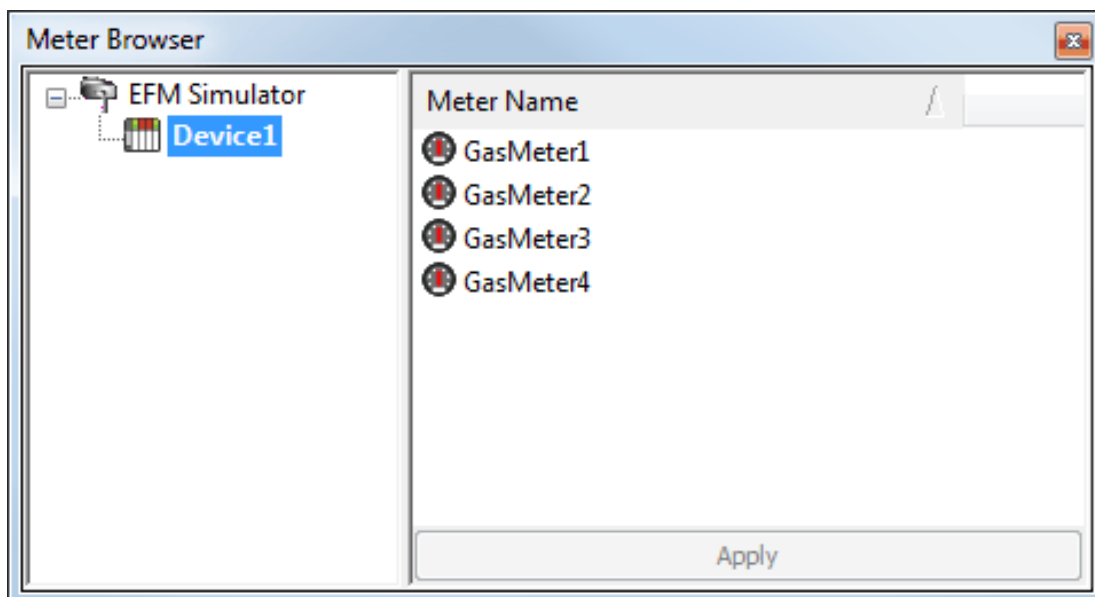 Meter Browser
EFM Simulator
Device1
Meter Name
GasMeter1
GasMeter2
GasMeter3
GasMeter4
Apply